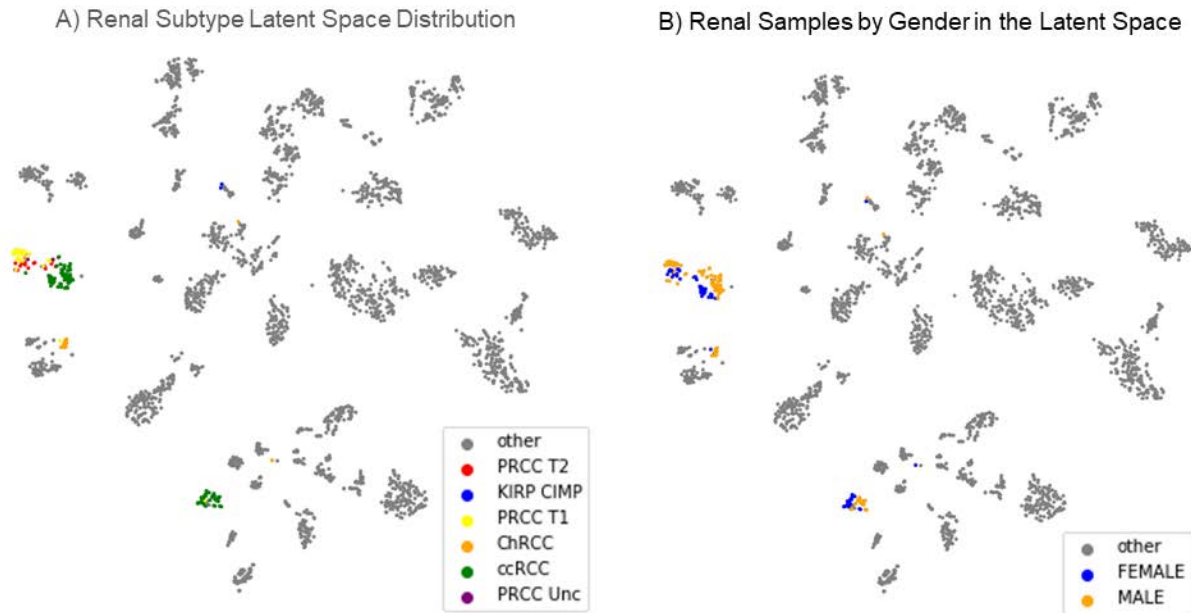 A) Renal Subtype Latent Space Distribution
other
PRCC T2
KIRP CIMP
PRCC T1
ChRCC
ccRCC
PRCC Unc
B) Renal Samples by Gender in the Latent Space
other
FEMALE
MALE